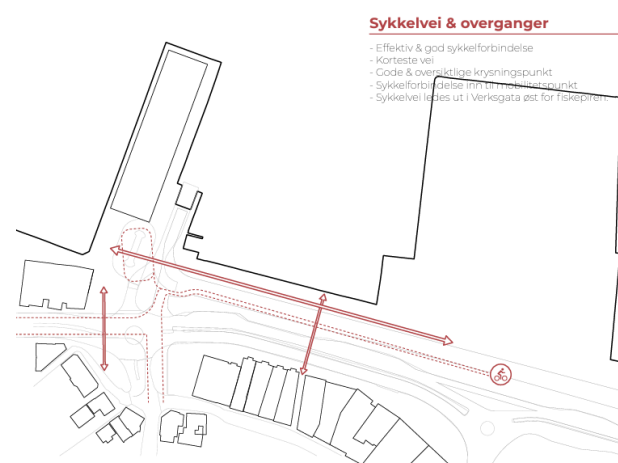 Sykkelvei & overganger
- Effektiv & god sykkelforbindelse
- Korteste vei
- Gode & oversiktlige krysningspunkt
- Sykkelforbindelse inn til mobilitetspunkt
- Sykkelvei ledes ut i Verksgata øst for fiskepiren.